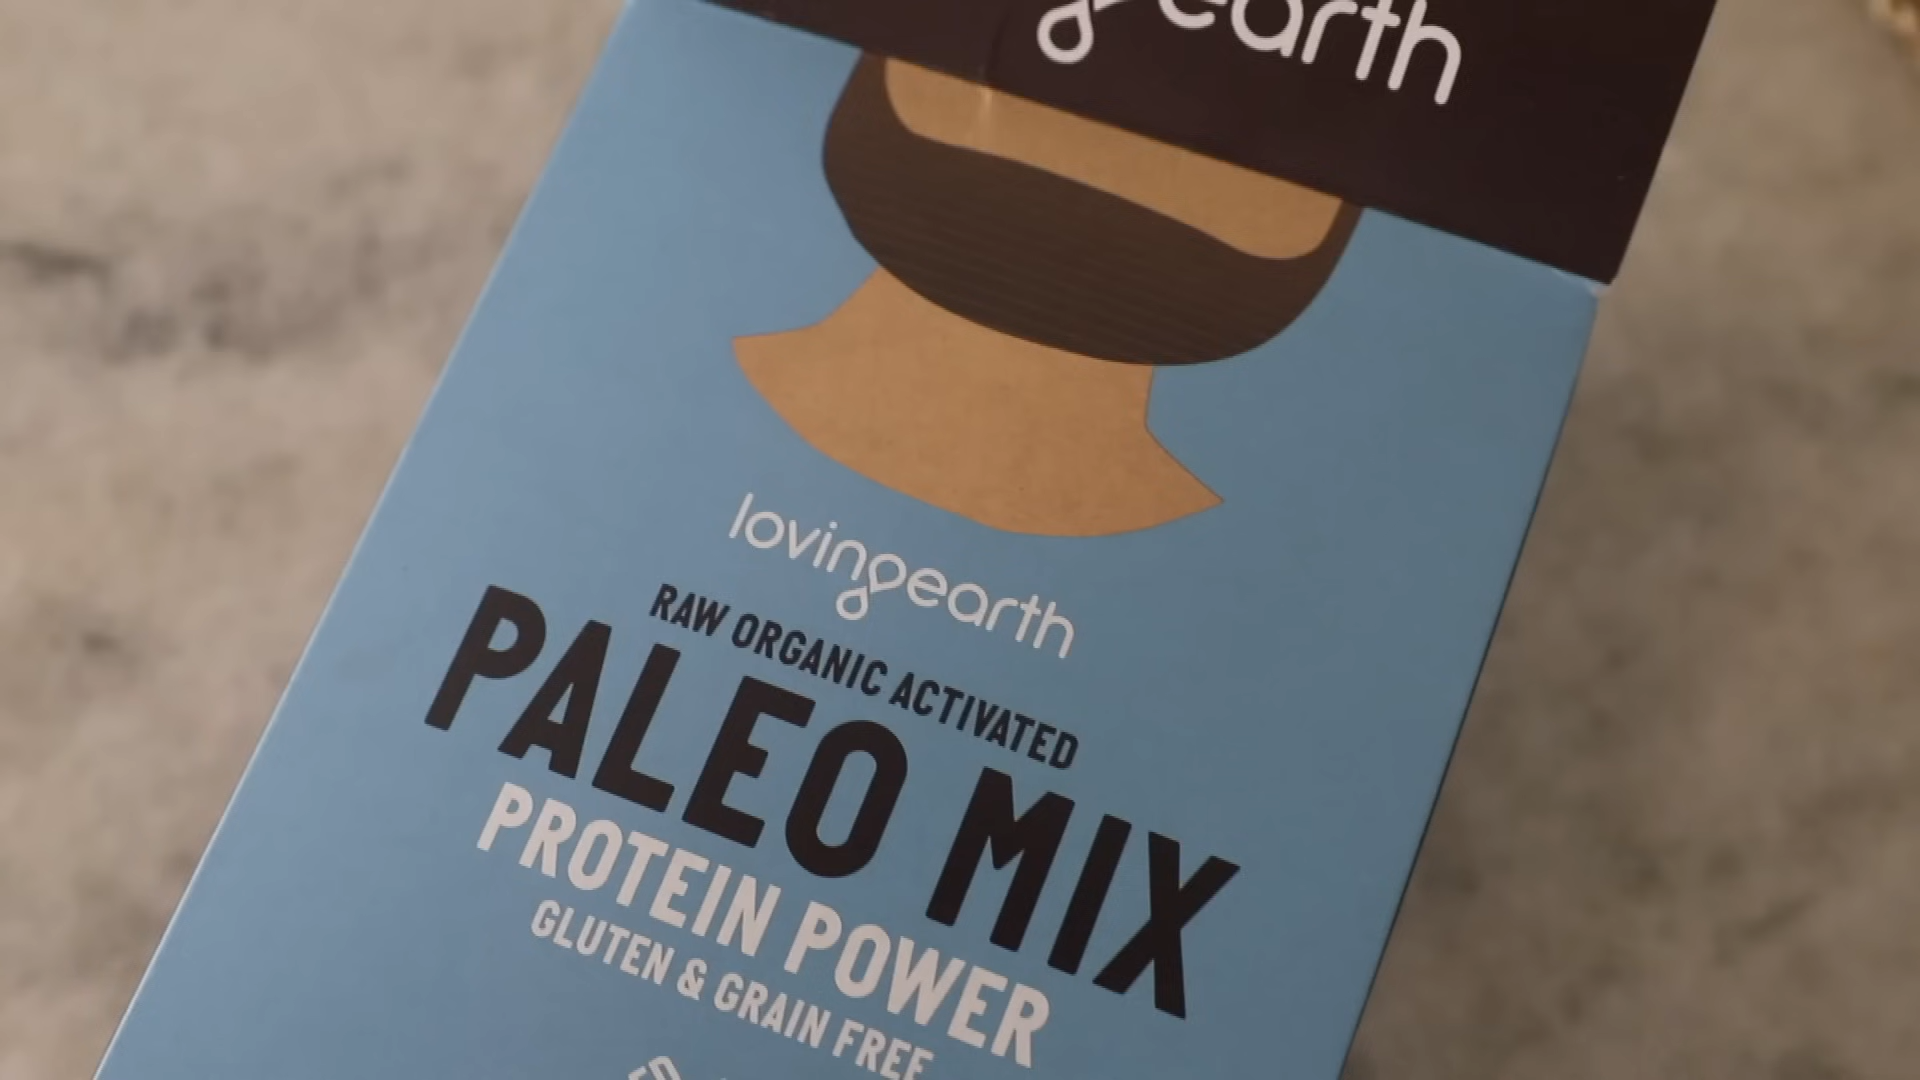 earth
lovingearth
RAW ORGANIC ACTIVATED
PALEO MIX
PROTEIN POWER
GLUTEN & GRAIN FREE